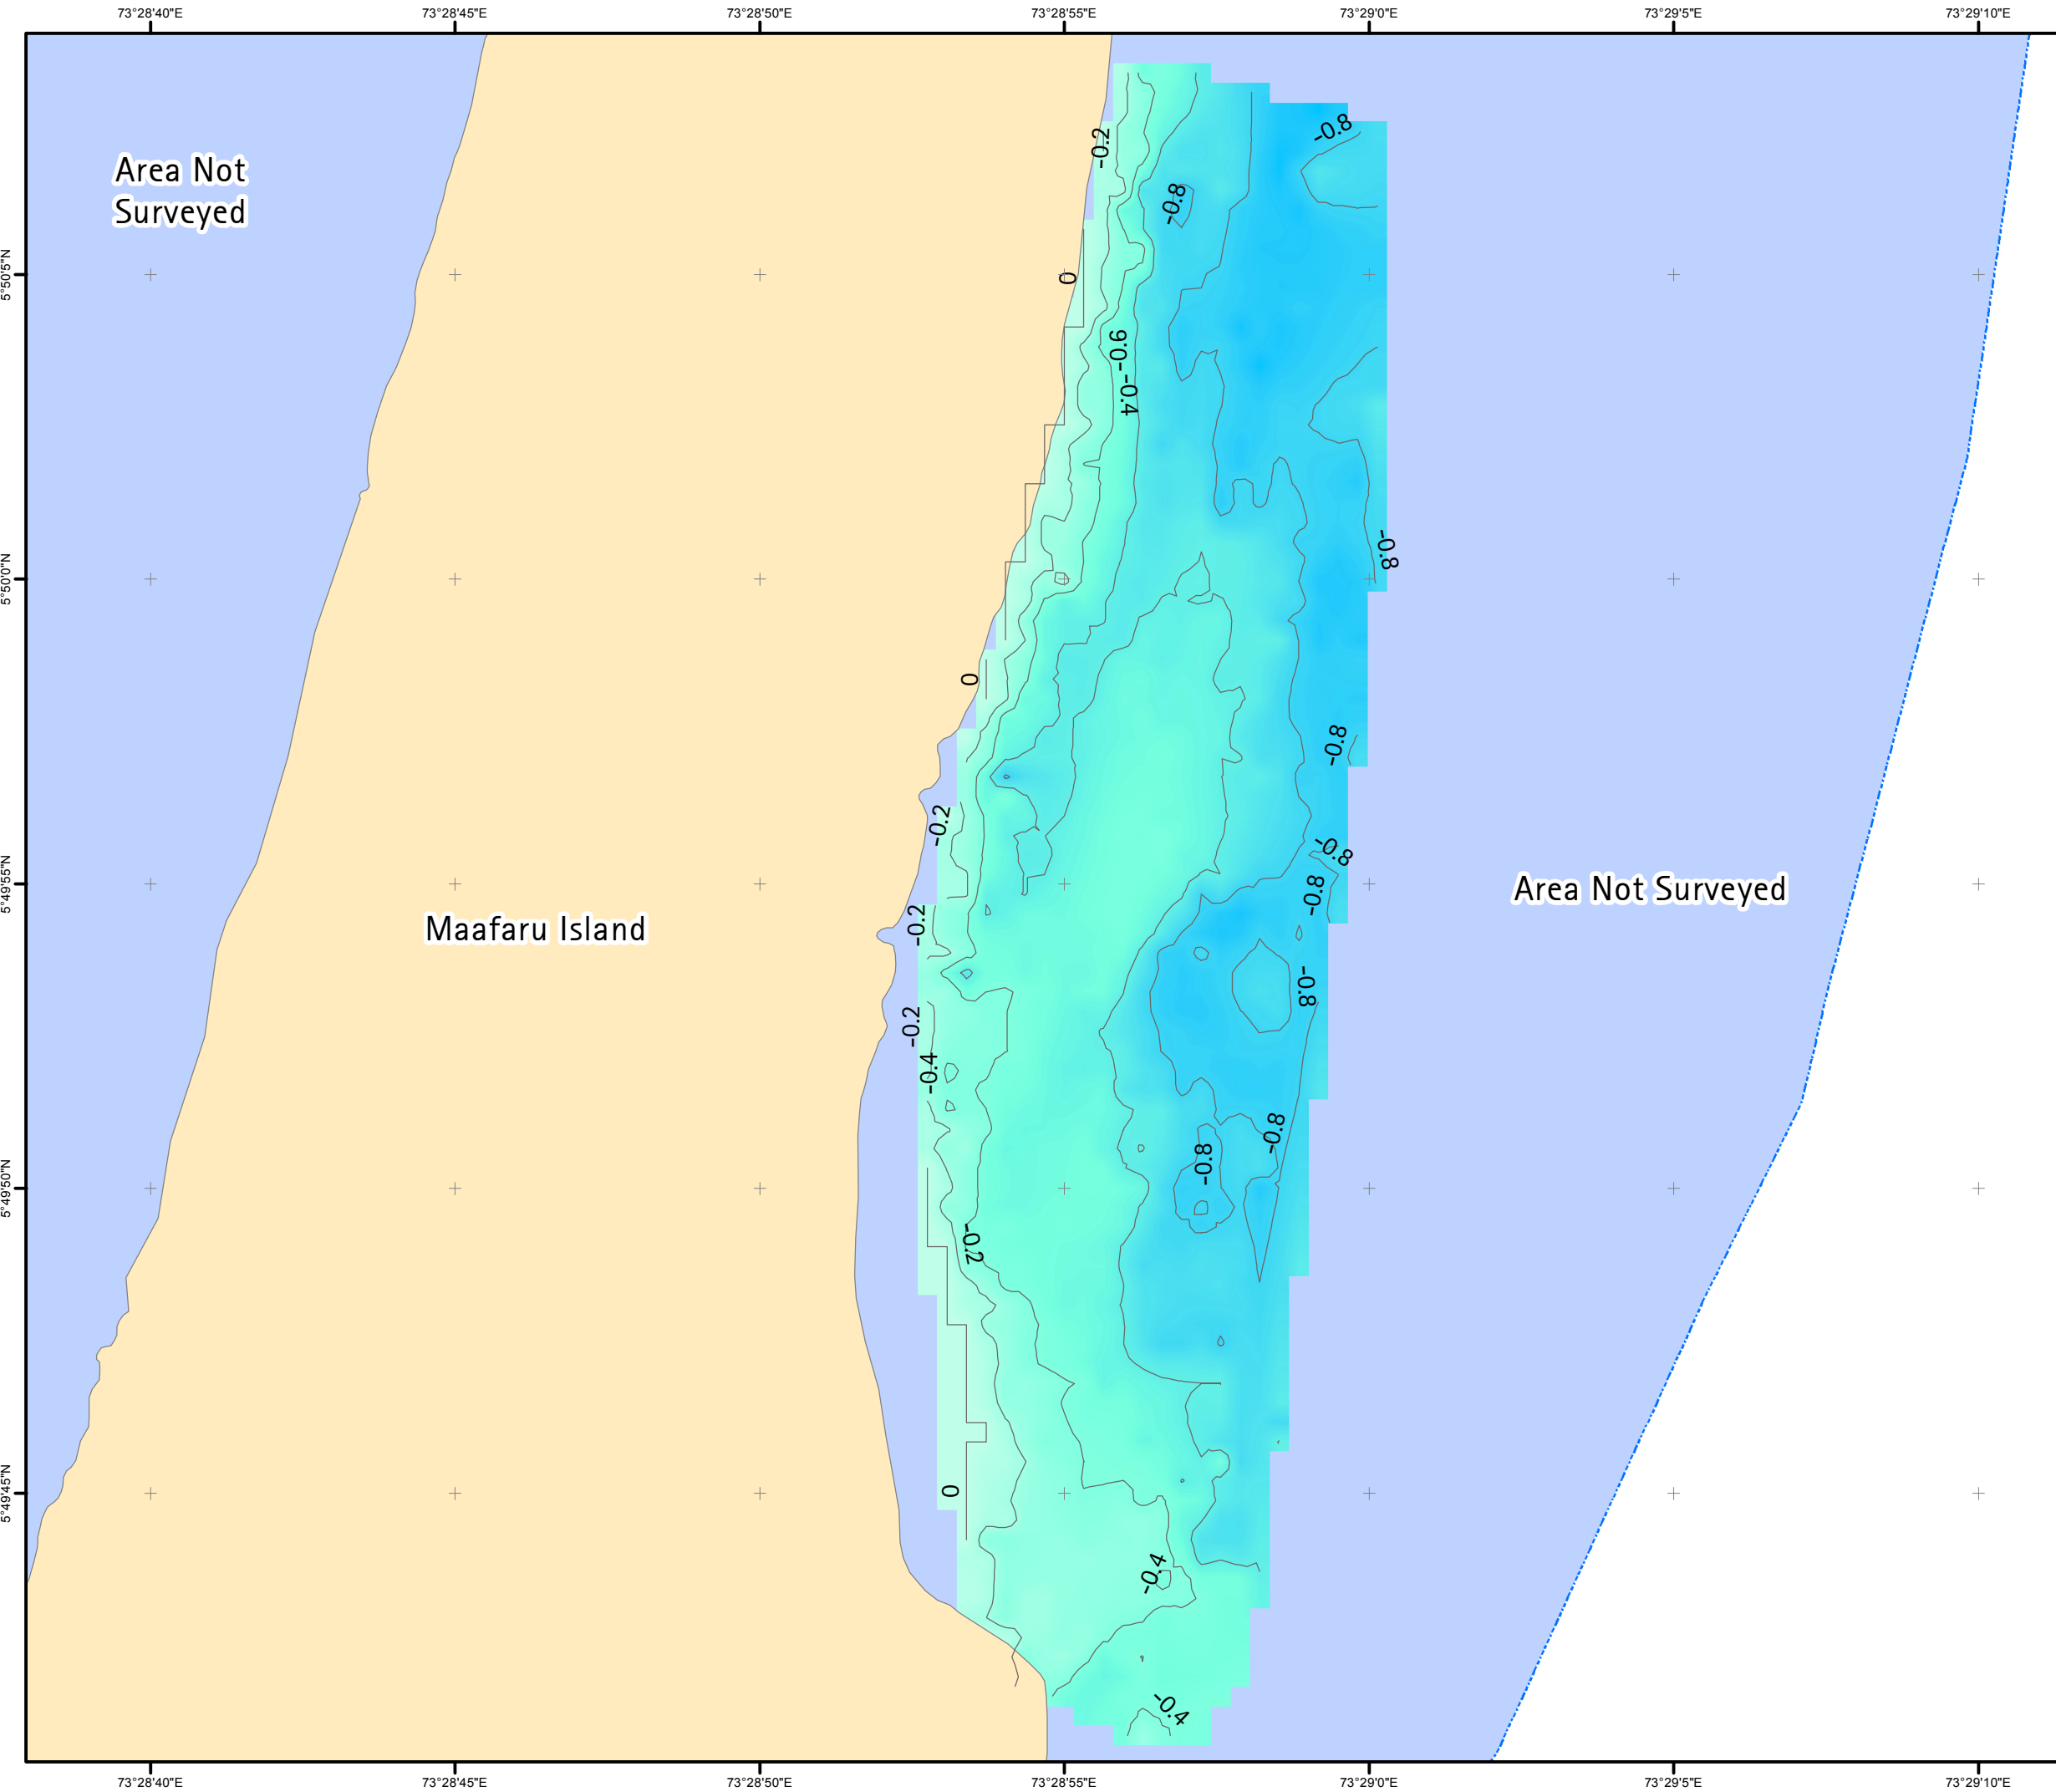 73°28'40"E
73°28'45"E
73°28'50"E
73°28'55"E
73°29'0"E
73°29'5"E
73°29'10"E
-0.8
-0.2
Area Not
Surveyed
-0.8
5°50'5"N
0
-0.6
-0.4
-0.8
5°50'0"N
0
-0.8
-0.2
-0.8
5°49'55"N
Area Not Surveyed
-0.8
-0.2
Maafaru Island
-0.8
-0.2
-0.4
-0.8
-0.8
5°49'50"N
-0.2
0
5°49'45"N
-0.4
-0.4
73°28'40"E
73°28'45"E
73°28'50"E
73°28'55"E
73°29'0"E
73°29'5"E
73°29'10"E